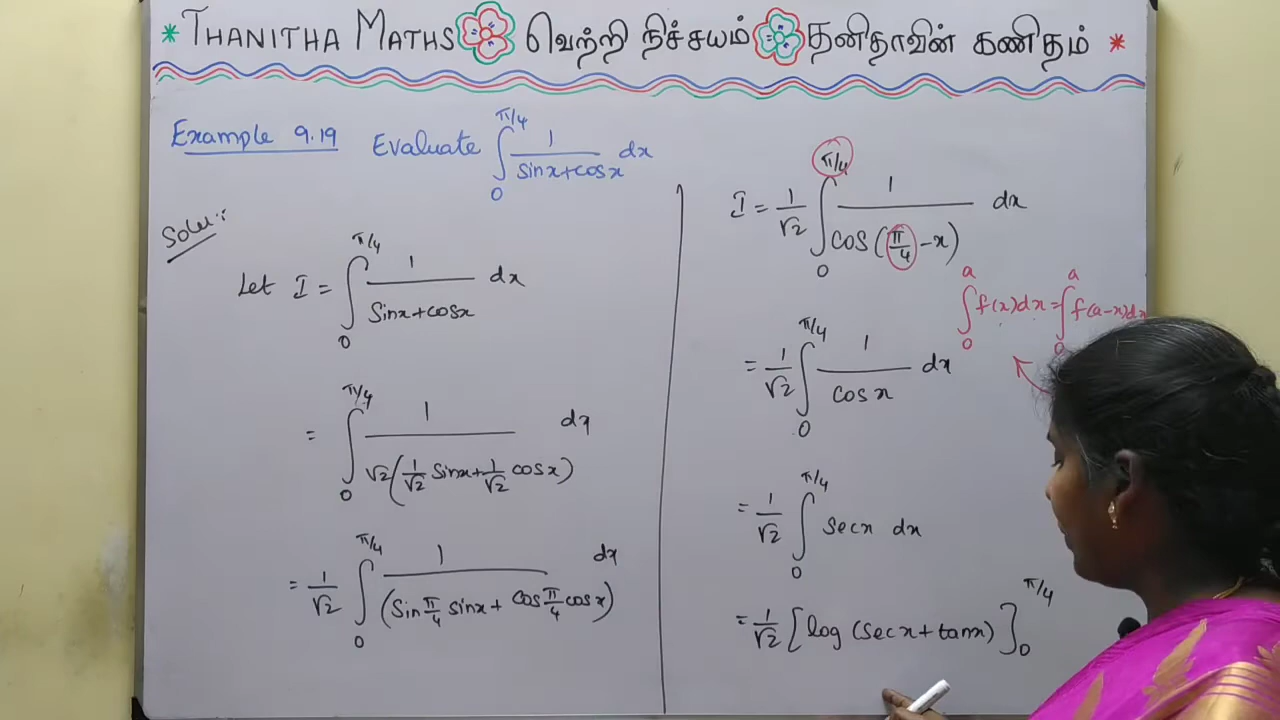 * THANITHA MATHS வெற்றி நிச்சயம் தனிதாவின் கணிதம் *
Example 9.19 Evaluate ∫₀^{π/4} 1/(sinx+cosx) dx
Solu:-
Let I = ∫₀^{π/4} 1/(sinx+cosx) dx
= ∫₀^{π/4} 1/(√2(1/√2 sinx+1/√2 cosx)) dx
= 1/√2 ∫₀^{π/4} 1/(sin π/4 sinx + cos π/4 cosx) dx
I = 1/√2 ∫₀^{π/4} 1/(cos(π/4 -x)) dx
∫₀^a f(x)dx = ∫₀^a f(a-x)dx
= 1/√2 ∫₀^{π/4} 1/(cosx) dx
= 1/√2 ∫₀^{π/4} secx dx
= 1/√2 [log (secx+tanx)]₀^{π/4}